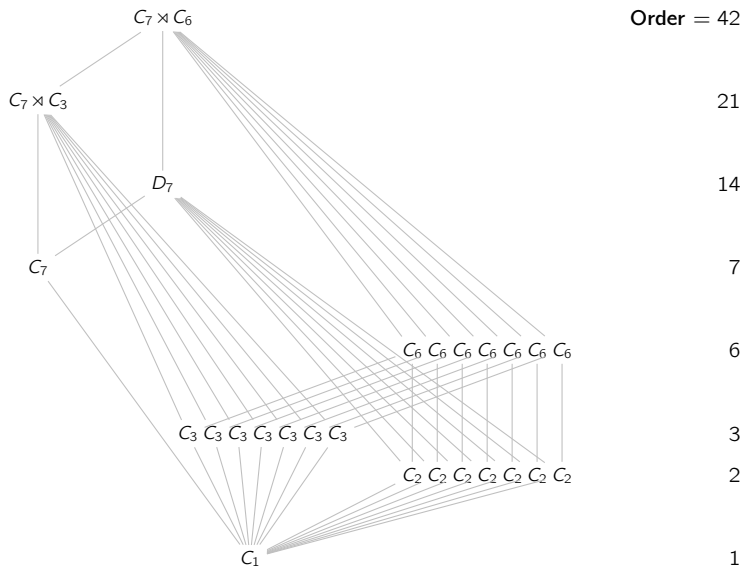 C₇ ⋊ C₆ Order = 42
C₇ ⋊ C₃ 21
D₇ 14
C₇ 7
C₆ C₆ C₆ C₆ C₆ C₆ C₆ 6
C₃ C₃ C₃ C₃ C₃ C₃ C₃ 3
C₂ C₂ C₂ C₂ C₂ C₂ C₂ 2
C₁ 1